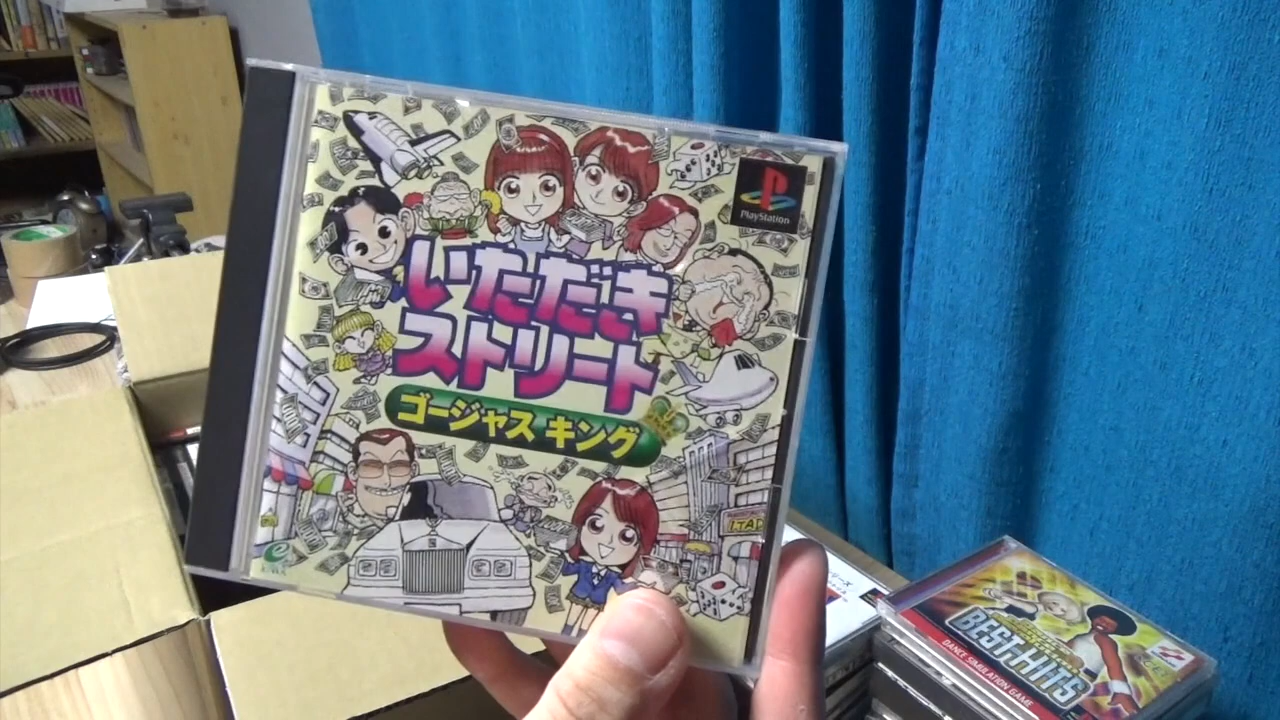 PlayStation
いただき
ストリート
ゴージャス キング
BEST HITS
DANCE SIMULATION GAME